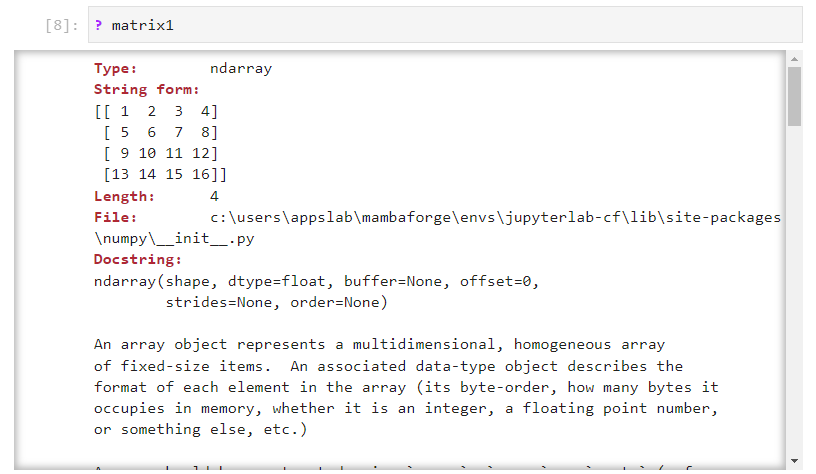 [8]: ? matrix1
Type:        ndarray
String form:
[[ 1  2  3  4]
 [ 5  6  7  8]
 [ 9 10 11 12]
 [13 14 15 16]]
Length:      4
File:        c:\users\appslab\mambaforge\envs\jupyterlab-cf\lib\site-packages
\numpy\__init__.py
Docstring:
ndarray(shape, dtype=float, buffer=None, offset=0,
        strides=None, order=None)
An array object represents a multidimensional, homogeneous array
of fixed-size items.  An associated data-type object describes the
format of each element in the array (its byte-order, how many bytes it
occupies in memory, whether it is an integer, a floating point number,
or something else, etc.)